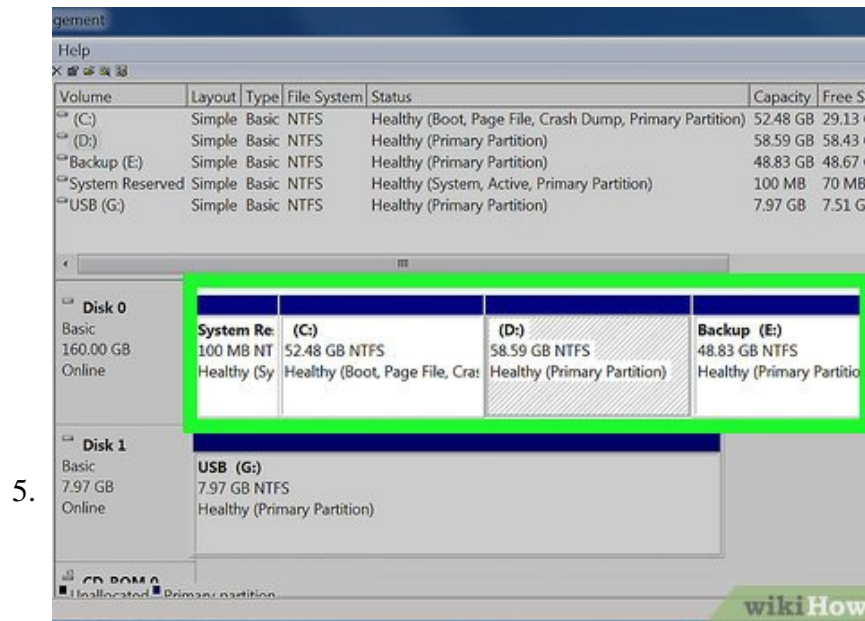 gement
Help
Volume Layout Type File System Status Capacity Free S
(C:) Simple Basic NTFS Healthy (Boot, Page File, Crash Dump, Primary Partition) 52.48 GB 29.13
(D:) Simple Basic NTFS Healthy (Primary Partition) 58.59 GB 58.43
Backup (E:) Simple Basic NTFS Healthy (Primary Partition) 48.83 GB 48.67
System Reserved Simple Basic NTFS Healthy (System, Active, Primary Partition) 100 MB 70 MB
USB (G:) Simple Basic NTFS Healthy (Primary Partition) 7.97 GB 7.51 G
Disk 0
Basic
160.00 GB
Online
System Re
100 MB NT
Healthy (Sy
(C:)
52.48 GB NTFS
Healthy (Boot, Page File, Cras
(D:)
58.59 GB NTFS
Healthy (Primary Partition)
Backup (E:)
48.83 GB NTFS
Healthy (Primary Partitio
5.
Disk 1
Basic
7.97 GB
Online
USB (G:)
7.97 GB NTFS
Healthy (Primary Partition)
CD-ROM 0
Unallocated Primary partition
wikiHow